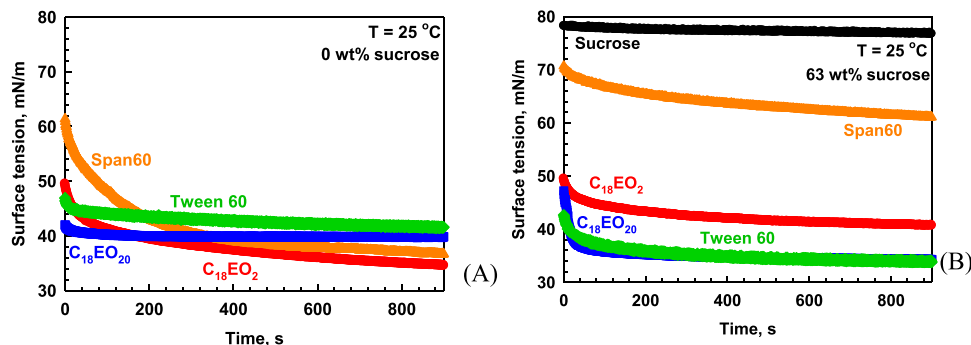 80
70
60
50
40
30
Surface tension, mN/m
T = 25 °C
0 wt% sucrose
Span60
Tween 60
C₁₈EO₂₀
C₁₈EO₂
0 200 400 600 800
Time, s
(A)
80
70
60
50
40
30
Surface tension, mN/m
Sucrose
T = 25 °C
63 wt% sucrose
Span60
C₁₈EO₂
C₁₈EO₂₀
Tween 60
0 200 400 600 800
Time, s
(B)